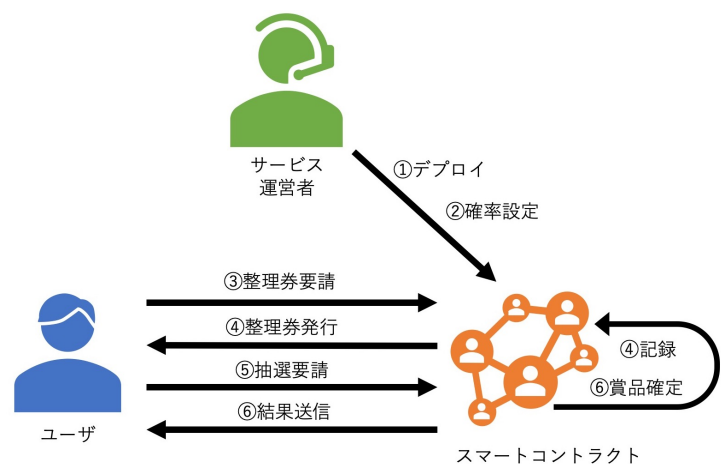 サービス
運営者
①デプロイ
②確率設定
③整理券要請
④整理券発行
⑤抽選要請
⑥結果送信
④記録
⑥賞品確定
ユーザ
スマートコントラクト